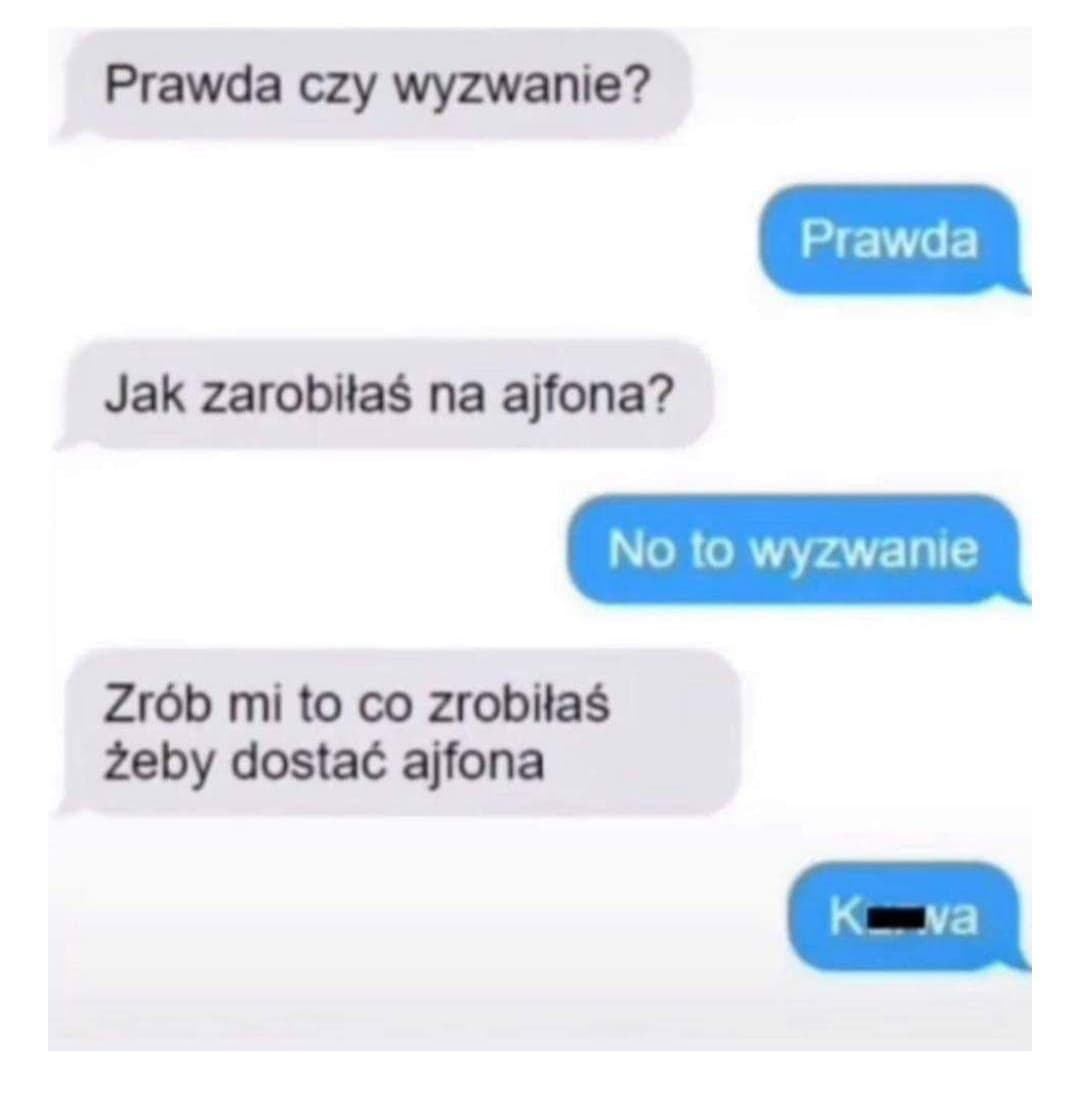 Prawda czy wyzwanie?
Prawda
Jak zarobiłaś na ajfona?
No to wyzwanie
Zrób mi to co zrobiłaś
żeby dostać ajfona